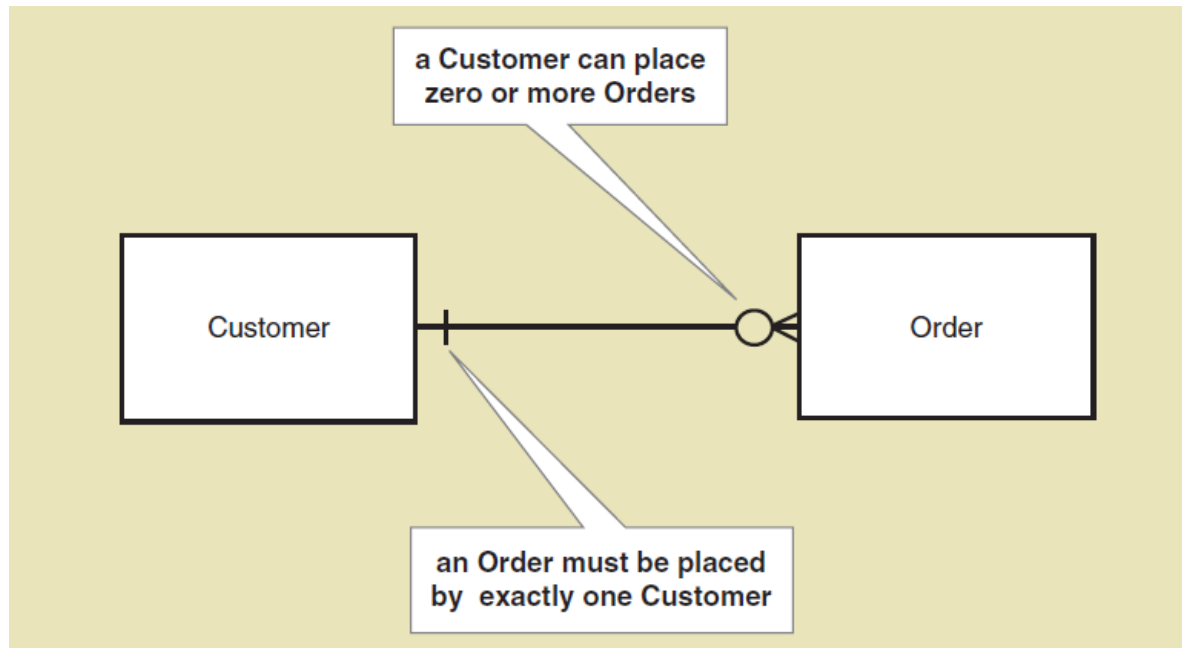 a Customer can place
zero or more Orders
Customer
Order
an Order must be placed
by exactly one Customer